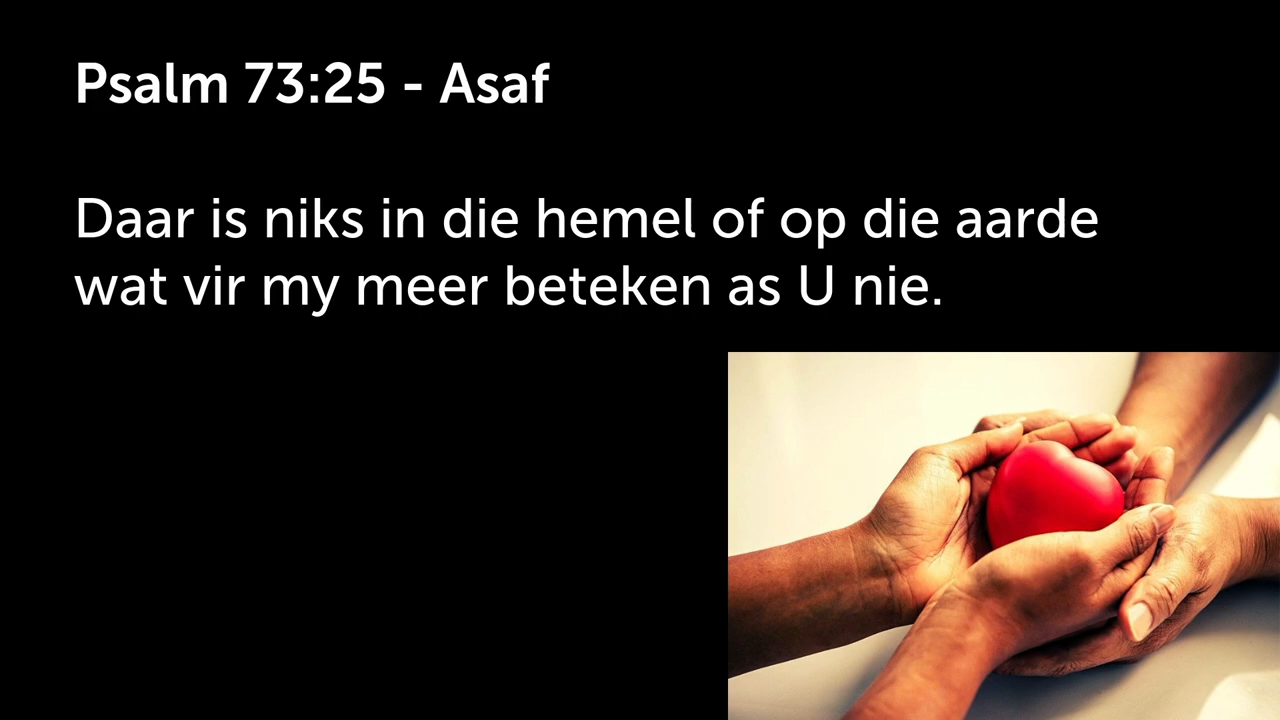 Psalm 73:25 - Asaf
Daar is niks in die hemel of op die aarde
wat vir my meer beteken as U nie.